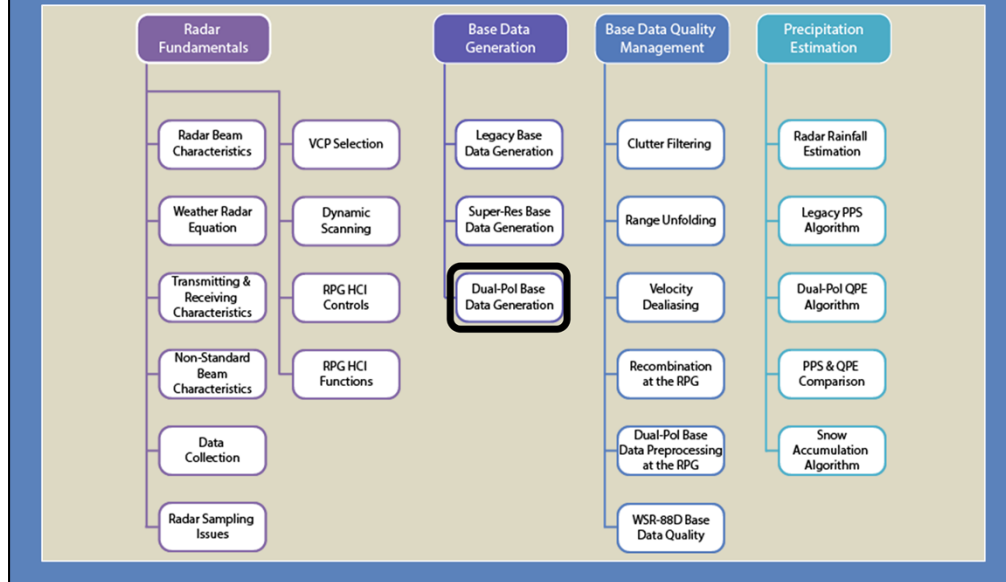 Radar
Fundamentals
Radar Beam
Characteristics
Weather Radar
Equation
Transmitting &
Receiving
Characteristics
Non-Standard
Beam
Characteristics
Data
Collection
Radar Sampling
Issues
VCP Selection
Dynamic
Scanning
RPG HCI
Controls
RPG HCI
Functions
Base Data
Generation
Legacy Base
Data Generation
Super-Res Base
Data Generation
Dual-Pol Base
Data Generation
Base Data Quality
Management
Clutter Filtering
Range Unfolding
Velocity
Dealiasing
Recombination
at the RPG
Dual-Pol Base
Data Preprocessing
at the RPG
WSR-88D Base
Data Quality
Precipitation
Estimation
Radar Rainfall
Estimation
Legacy PPS
Algorithm
Dual-Pol QPE
Algorithm
PPS & QPE
Comparison
Snow
Accumulation
Algorithm